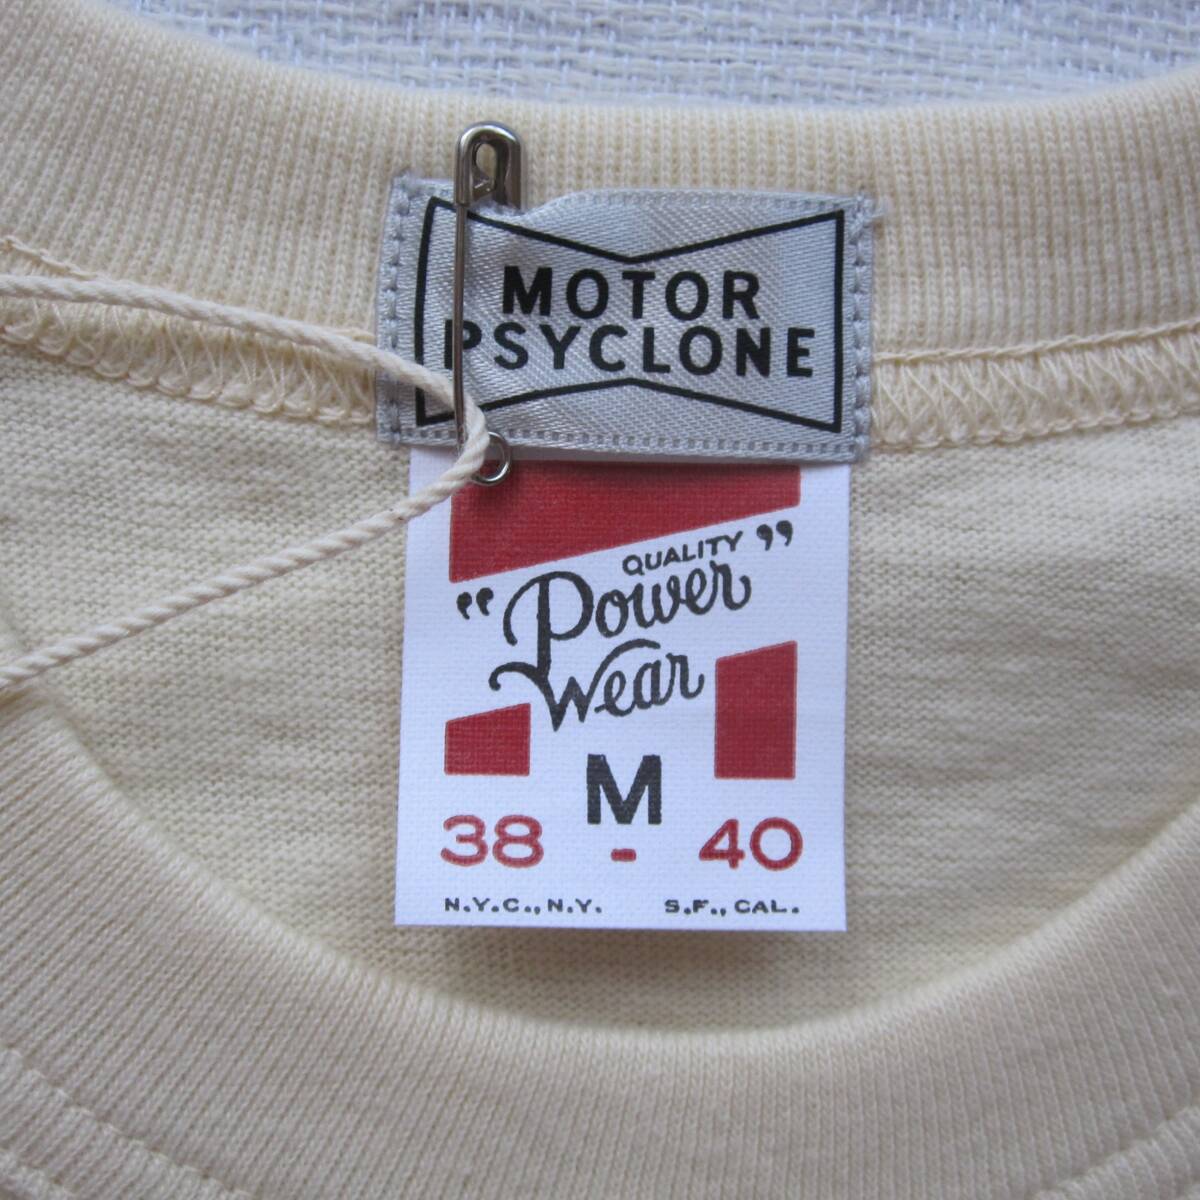 MOTOR
PSYCLONE
QUALITY
"Power"
Wear
M
38 - 40
N.Y.C., N.Y. S.F., CAL.